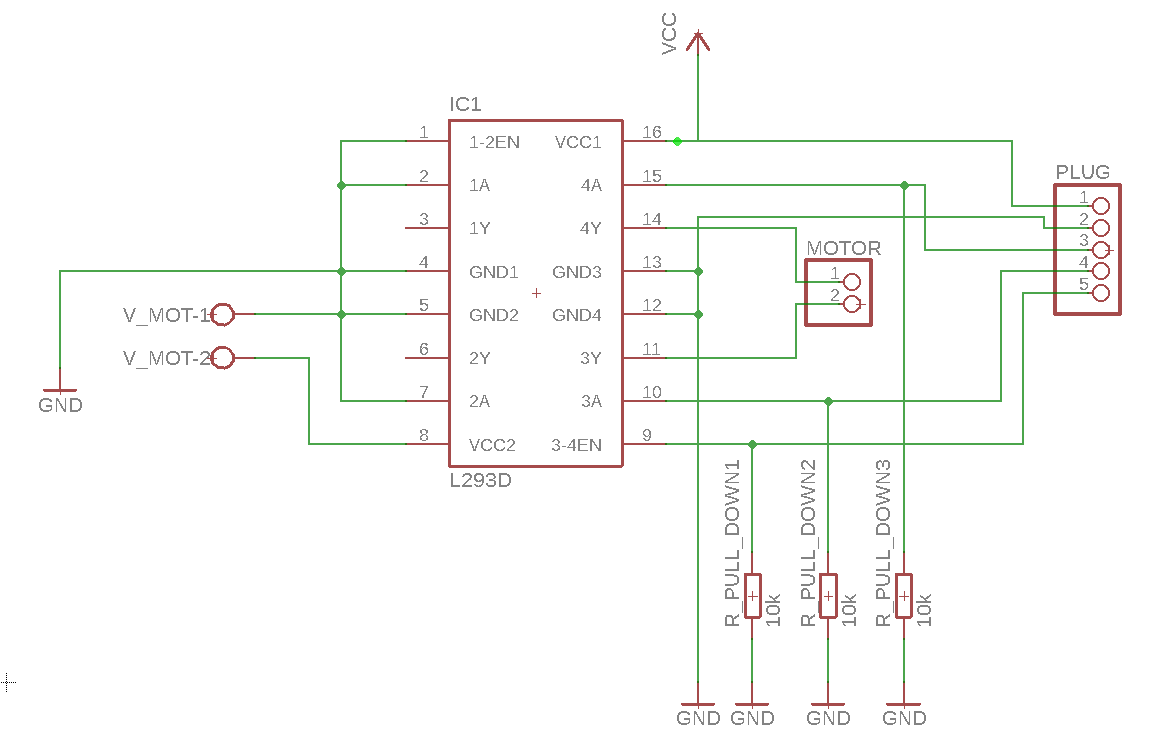 VCC
IC1
1 1-2EN VCC1 16
2 1A 4A 15
3 1Y 4Y 14
4 GND1 GND3 13
5 GND2 GND4 12
6 2Y 3Y 11
7 2A 3A 10
8 VCC2 3-4EN 9
L293D
V_MOT-1
V_MOT-2
GND
MOTOR
1
2
PLUG
1
2
3
4
5
R_PULL_DOWN1
10k
R_PULL_DOWN2
10k
R_PULL_DOWN3
10k
GND GND GND GND